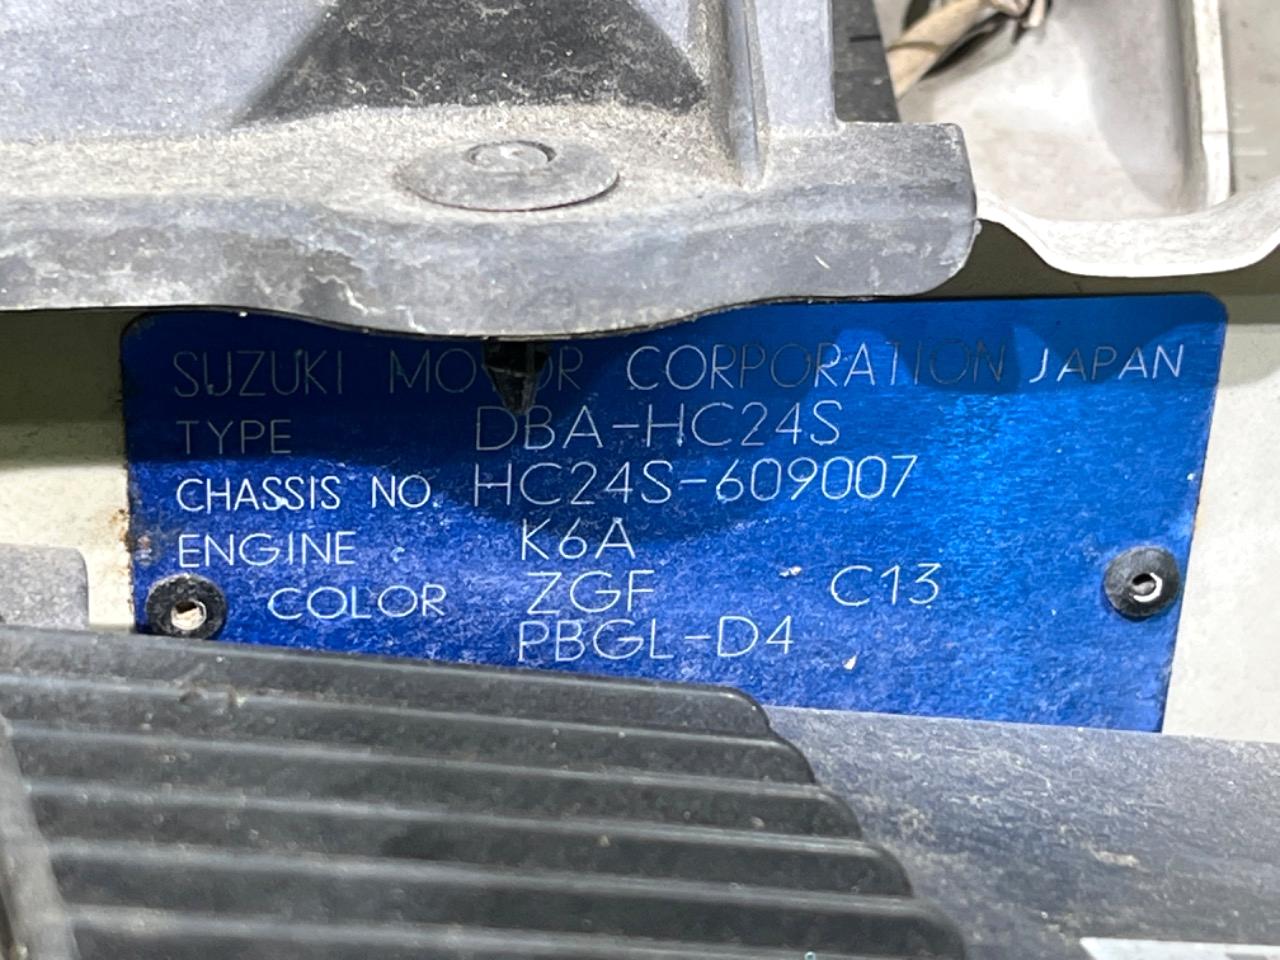 SUZUKI MOTOR CORPORATION JAPAN
TYPE DBA-HC24S
CHASSIS NO. HC24S-609007
ENGINE K6A
COLOR ZGF C13
PBGL-D4